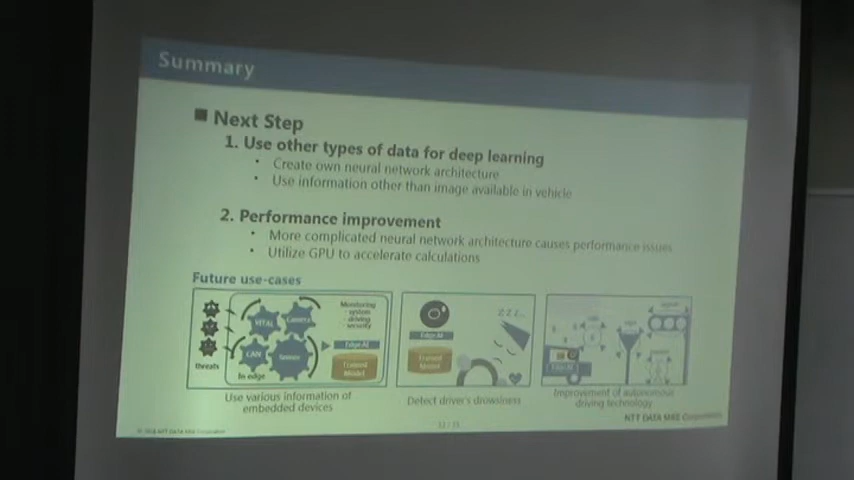 Summary
■ Next Step
1. Use other types of data for deep learning
• Create own neural network architecture
• Use information other than image available in vehicle
2. Performance improvement
• More complicated neural network architecture causes performance issues
• Utilize GPU to accelerate calculations
Future use-cases
threats
VITAL
Camera
CAN
In edge
Monitoring
- system
- driving
- security
Edge AI
Trained
Model
Use various information of
embedded devices
z z z...
Edge AI
Trained
Model
Detect driver's drowsiness
Edge AI
Improvement of autonomous
driving technology
NTT DATA MSE Corporation